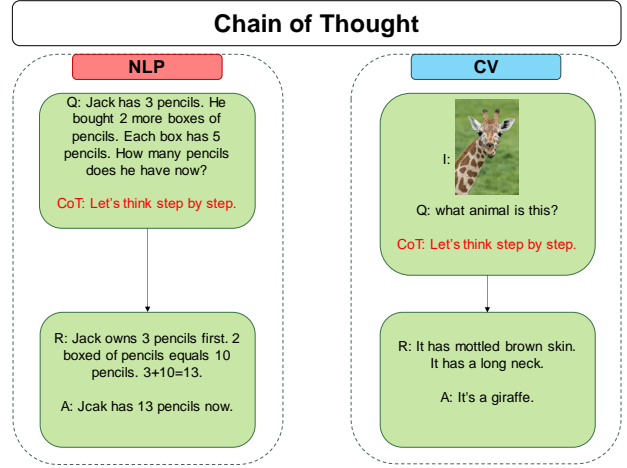 Chain of Thought
NLP
Q: Jack has 3 pencils. He
bought 2 more boxes of
pencils. Each box has 5
pencils. How many pencils
does he have now?
CoT: Let's think step by step.
R: Jack owns 3 pencils first. 2
boxed of pencils equals 10
pencils. 3+10=13.
A: Jcak has 13 pencils now.
CV
I:
Q: what animal is this?
CoT: Let's think step by step.
R: It has mottled brown skin.
It has a long neck.
A: It's a giraffe.